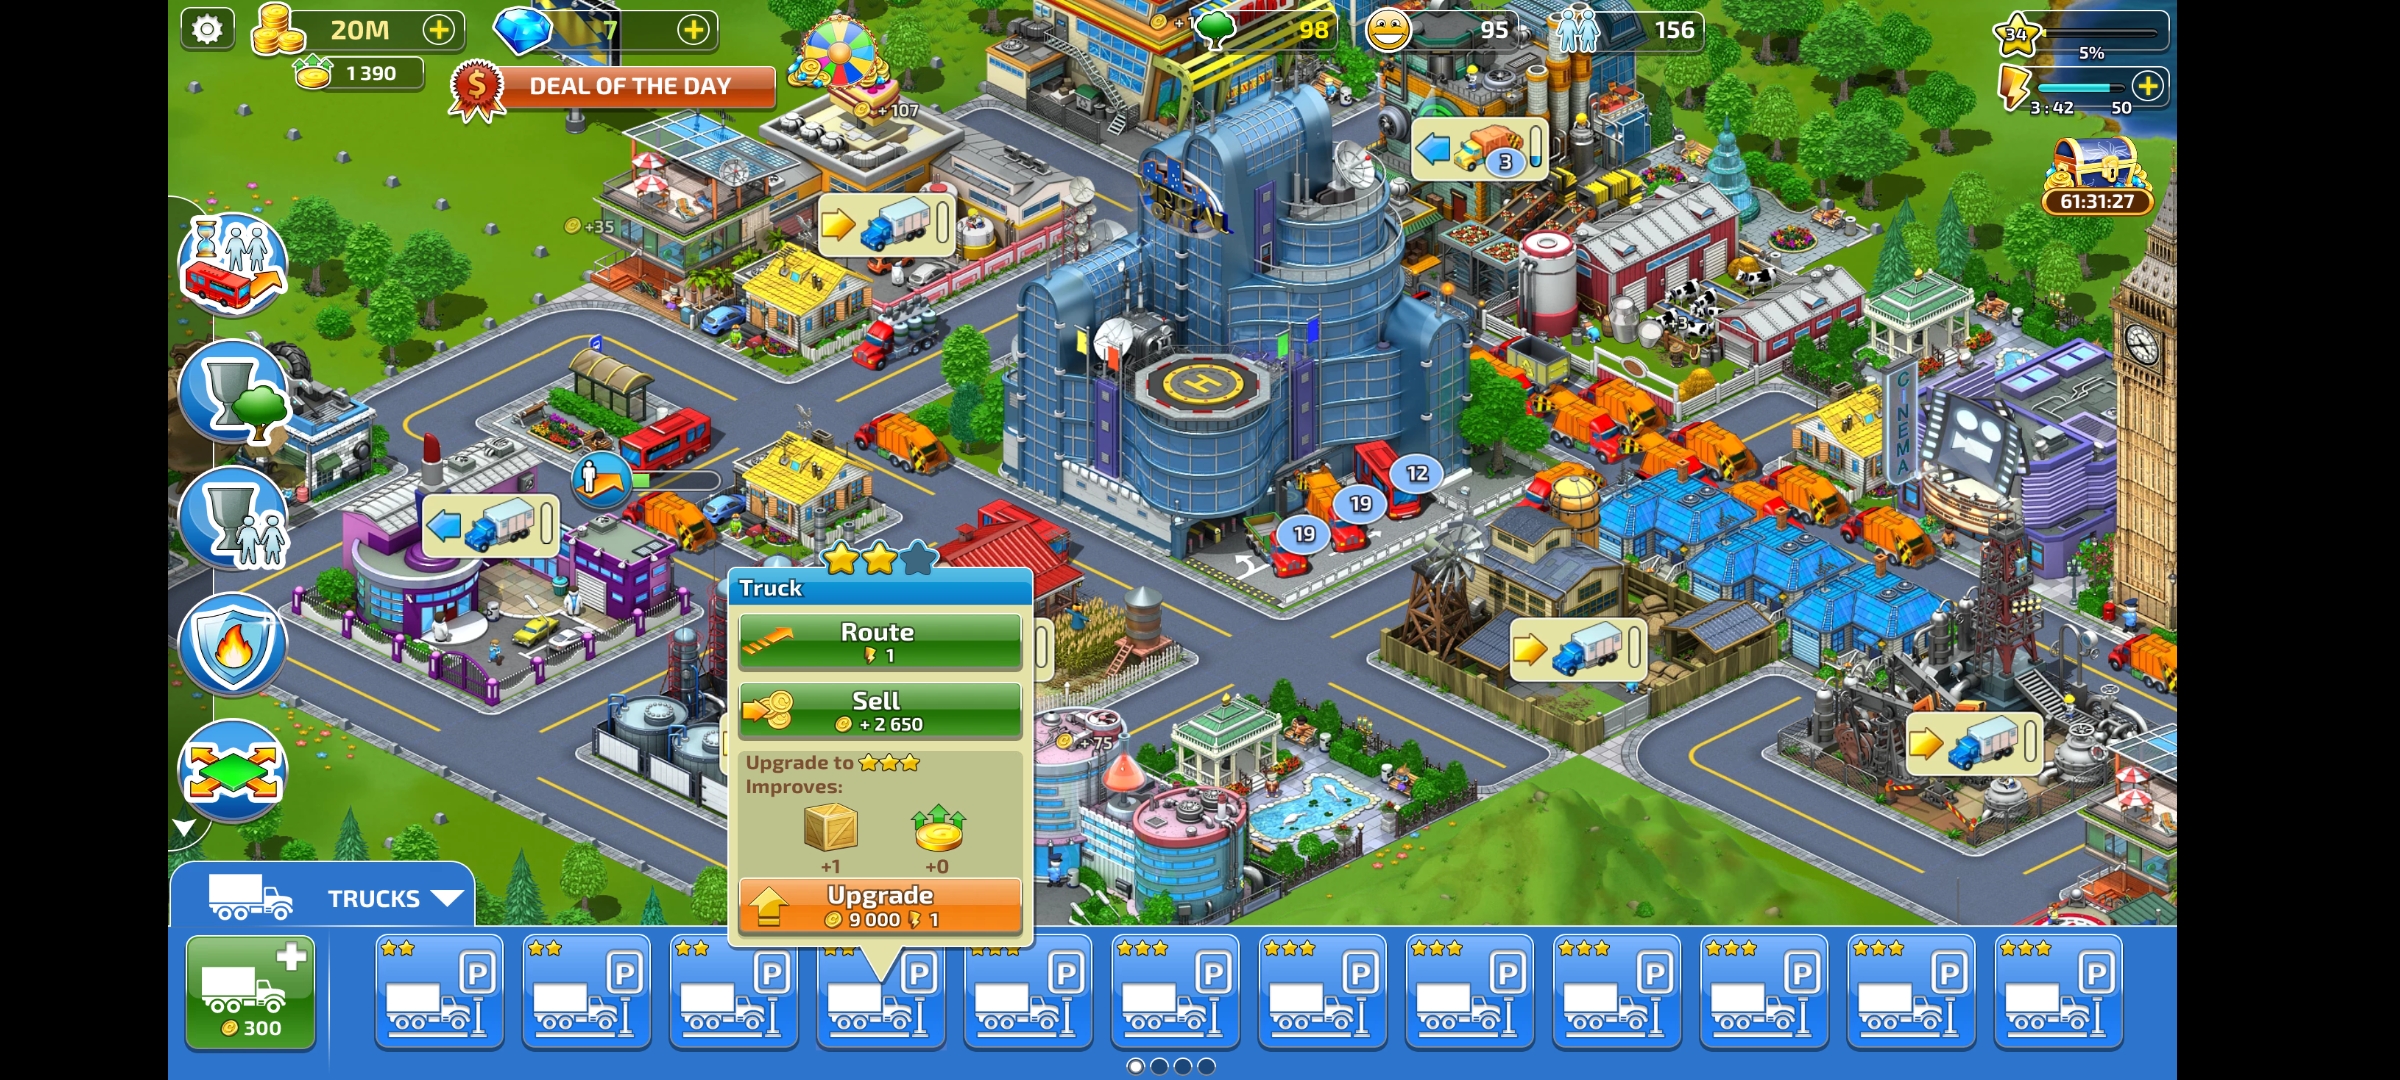 20M
7
98
95
156
34
5%
1 390
DEAL OF THE DAY
+107
3:42
50
3
61:31:27
+35
+3
CINEMA
H
12
19
19
Truck
Route
1
Sell
+2 650
Upgrade to
Improves:
+1
+0
Upgrade
9 000 1
+75
TRUCKS
300
P
P
P
P
P
P
P
P
P
P
P
P